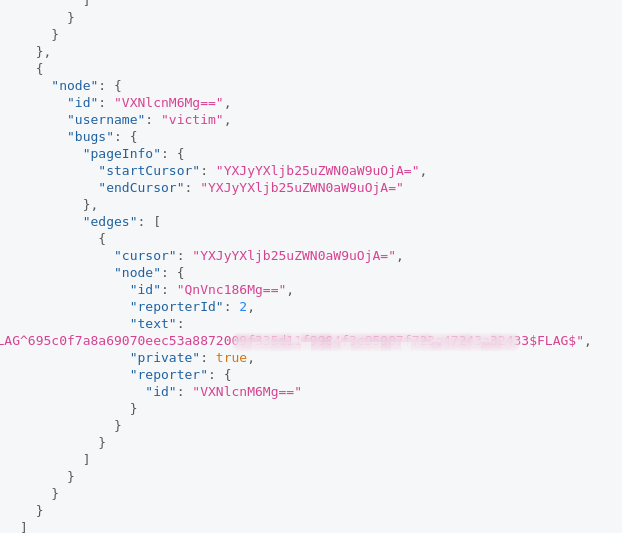 ]
}
}
},
{
"node": {
"id": "VXNlcnM6Mg==",
"username": "victim",
"bugs": {
"pageInfo": {
"startCursor": "YXJyYXljb25uZWN0aW9uOjA=",
"endCursor": "YXJyYXljb25uZWN0aW9uOjA="
},
"edges": [
{
"cursor": "YXJyYXljb25uZWN0aW9uOjA=",
"node": {
"id": "QnVnc186Mg==",
"reporterId": 2,
"text":
LAG^695c0f7a8a69070eec53a887200 33$FLAG$",
"private": true,
"reporter": {
"id": "VXNlcnM6Mg=="
}
}
}
]
}
}
}
]